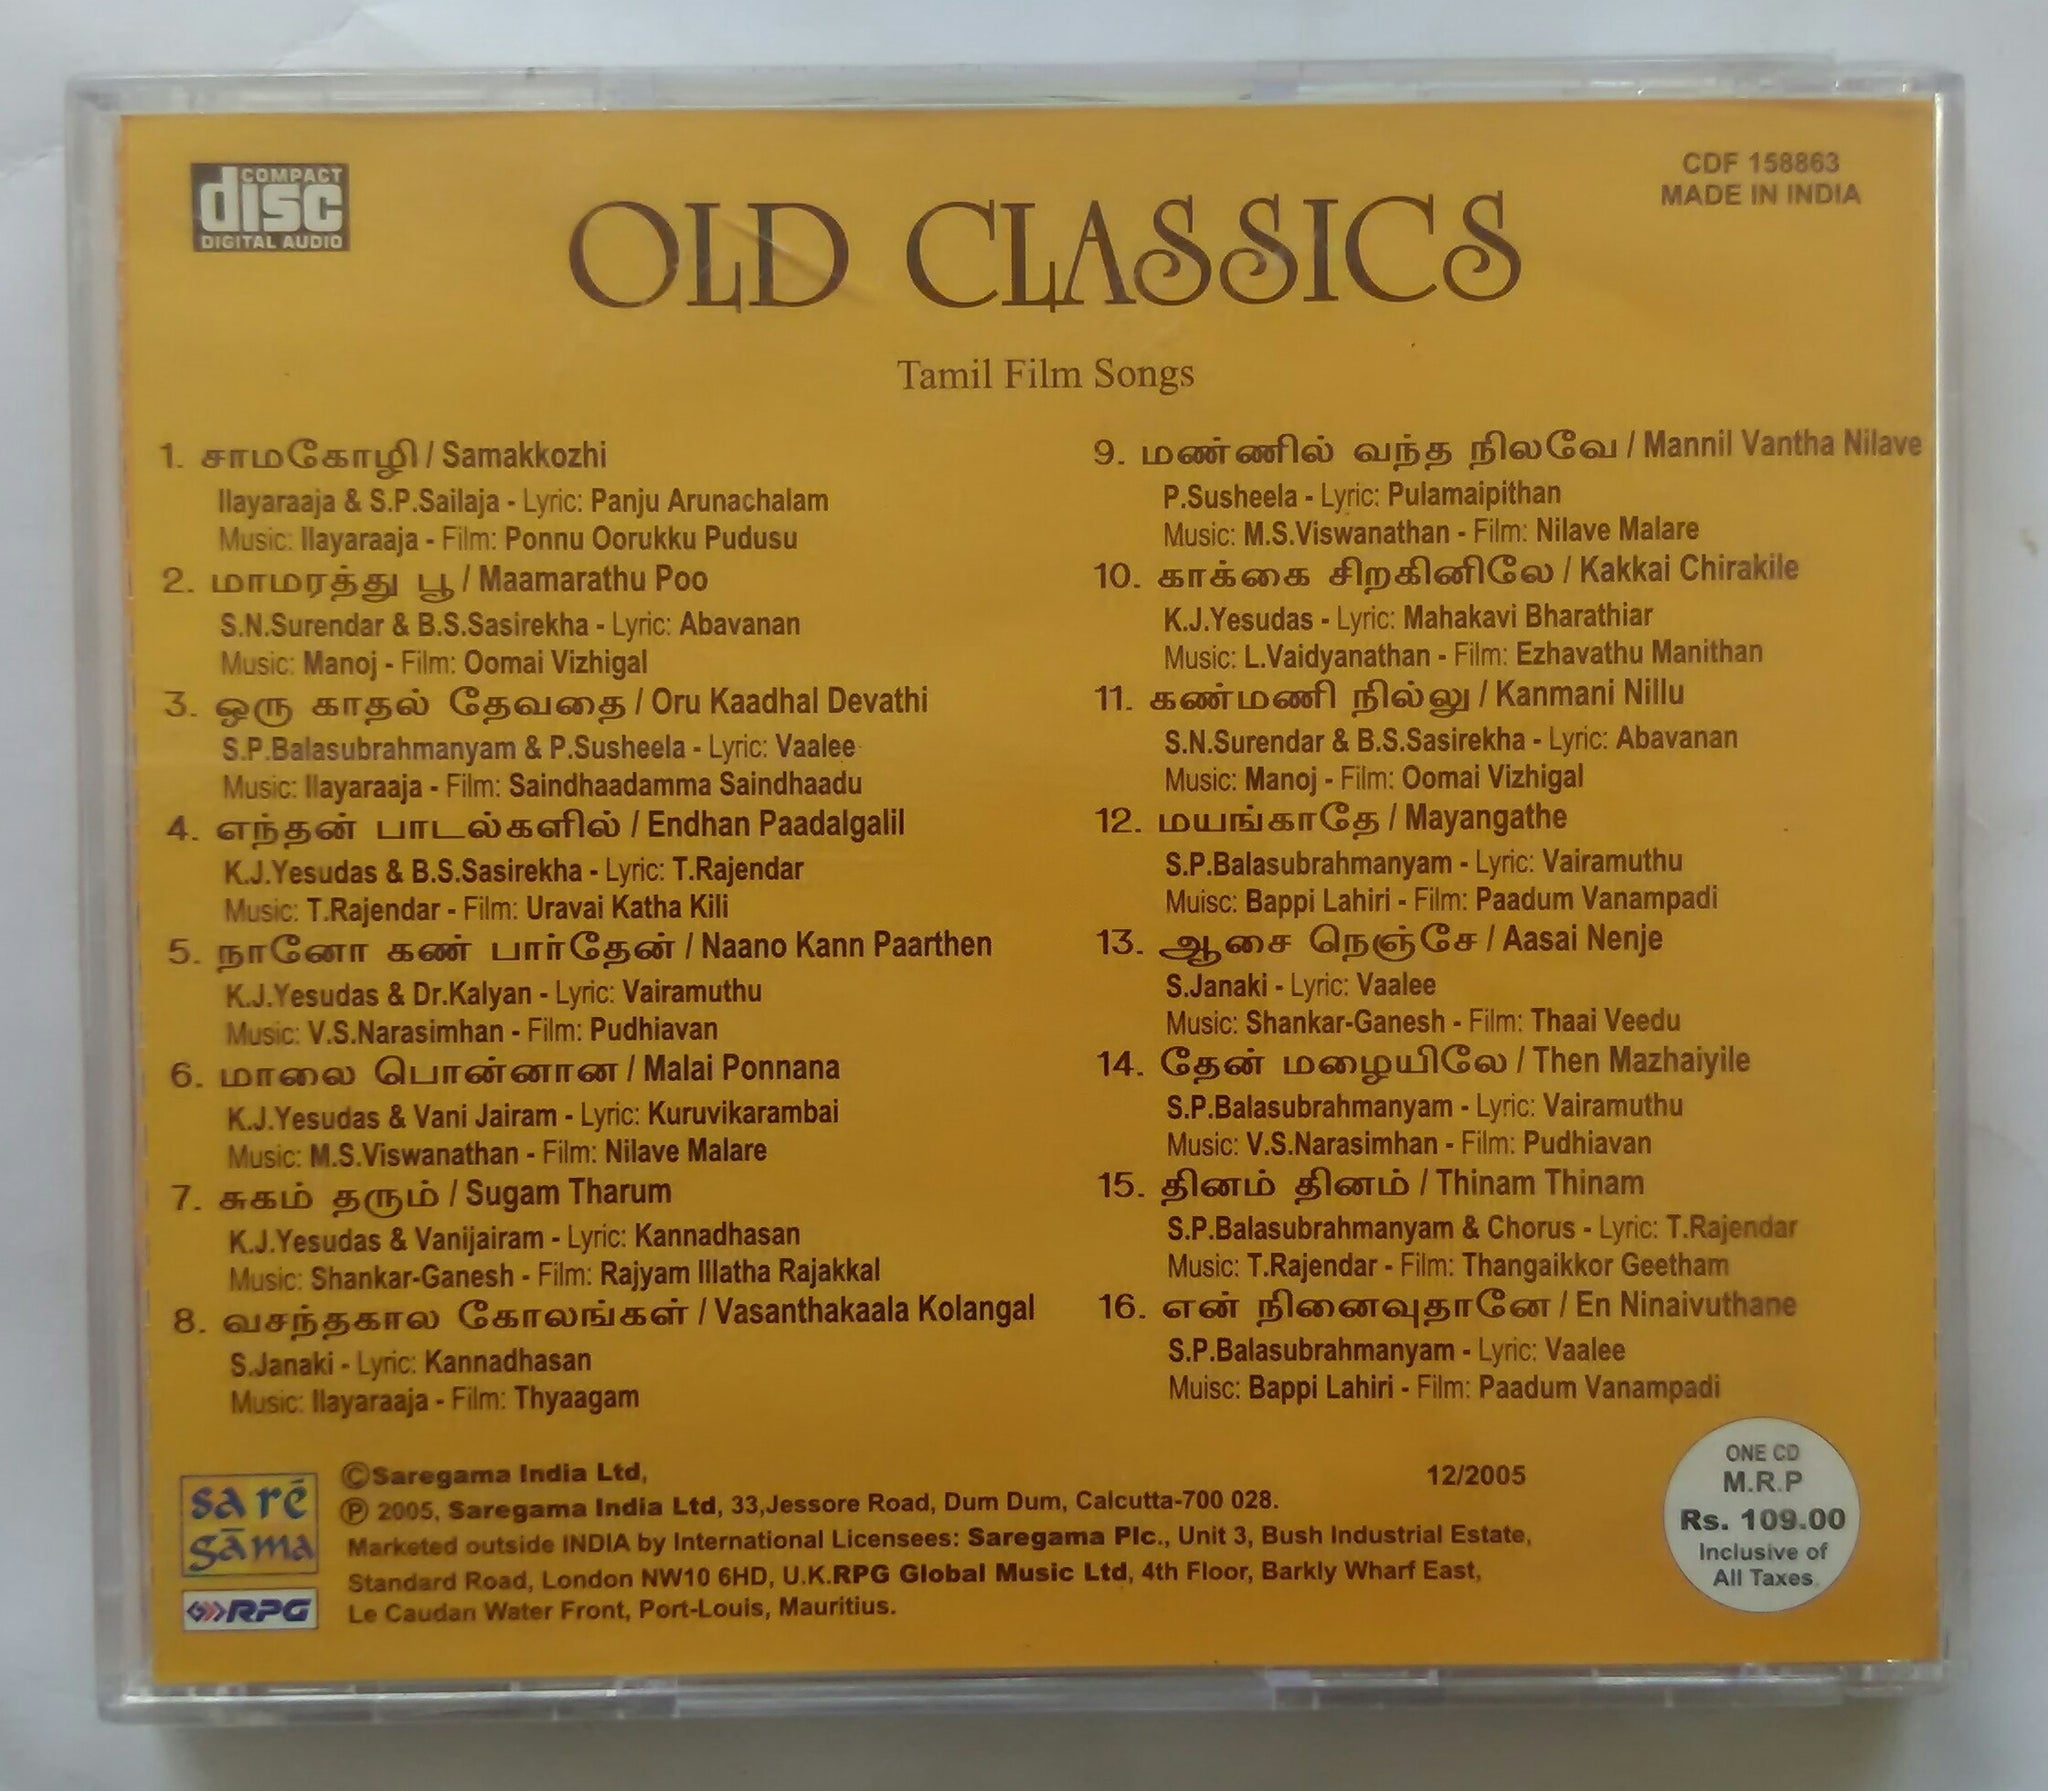 COMPACT
disc
DIGITAL AUDIO
CDF 158863
MADE IN INDIA
OLD CLASSICS
Tamil Film Songs
1. சாமகோழி / Samakkozhi
Ilayaraaja & S.P.Sailaja - Lyric: Panju Arunachalam
Music: Ilayaraaja - Film: Ponnu Oorukku Pudusu
2. மாமரத்து பூ / Maamarathu Poo
S.N.Surendar & B.S.Sasirekha - Lyric: Abavanan
Music: Manoj - Film: Oomai Vizhigal
3. ஒரு காதல் தேவதை / Oru Kaadhal Devathi
S.P.Balasubrahmanyam & P.Susheela - Lyric: Vaalee
Music: Ilayaraaja - Film: Saindhaadamma Saindhaadu
4. எந்தன் பாடல்களில் / Endhan Paadalgalil
K.J.Yesudas & B.S.Sasirekha - Lyric: T.Rajendar
Music: T.Rajendar - Film: Uravai Katha Kili
5. நானோ கண் பார்தேன் / Naano Kann Paarthen
K.J.Yesudas & Dr.Kalyan - Lyric: Vairamuthu
Music: V.S.Narasimhan - Film: Pudhiavan
6. மாலை பொன்னான / Malai Ponnana
K.J.Yesudas & Vani Jairam - Lyric: Kuruvikarambai
Music: M.S.Viswanathan - Film: Nilave Malare
7. சுகம் தரும் / Sugam Tharum
K.J.Yesudas & Vanijairam - Lyric: Kannadhasan
Music: Shankar-Ganesh - Film: Rajyam Illatha Rajakkal
8. வசந்தகால கோலங்கள் / Vasanthakaala Kolangal
S.Janaki - Lyric: Kannadhasan
Music: Ilayaraaja - Film: Thyaagam
9. மண்ணில் வந்த நிலவே / Mannil Vantha Nilave
P.Susheela - Lyric: Pulamaipithan
Music: M.S.Viswanathan - Film: Nilave Malare
10. காக்கை சிறகினிலே / Kakkai Chirakile
K.J.Yesudas - Lyric: Mahakavi Bharathiar
Music: L.Vaidyanathan - Film: Ezhavathu Manithan
11. கண்மணி நில்லு / Kanmani Nillu
S.N.Surendar & B.S.Sasirekha - Lyric: Abavanan
Music: Manoj - Film: Oomai Vizhigal
12. மயங்காதே / Mayangathe
S.P.Balasubrahmanyam - Lyric: Vairamuthu
Muisc: Bappi Lahiri - Film: Paadum Vanampadi
13. ஆசை நெஞ்சே / Aasai Nenje
S.Janaki - Lyric: Vaalee
Music: Shankar-Ganesh - Film: Thaai Veedu
14. தேன் மழையிலே / Then Mazhaiyile
S.P.Balasubrahmanyam - Lyric: Vairamuthu
Music: V.S.Narasimhan - Film: Pudhiavan
15. தினம் தினம் / Thinam Thinam
S.P.Balasubrahmanyam & Chorus - Lyric: T.Rajendar
Music: T.Rajendar - Film: Thangaikkor Geetham
16. என் நினைவுதானே / En Ninaivuthane
S.P.Balasubrahmanyam - Lyric: Vaalee
Muisc: Bappi Lahiri - Film: Paadum Vanampadi
sa ré
gāma
RPG
©Saregama India Ltd,
12/2005
℗ 2005, Saregama India Ltd, 33,Jessore Road, Dum Dum, Calcutta-700 028.
Marketed outside INDIA by International Licensees: Saregama Plc., Unit 3, Bush Industrial Estate,
Standard Road, London NW10 6HD, U.K.RPG Global Music Ltd, 4th Floor, Barkly Wharf East,
Le Caudan Water Front, Port-Louis, Mauritius.
ONE CD
M.R.P
Rs. 109.00
Inclusive of
All Taxes